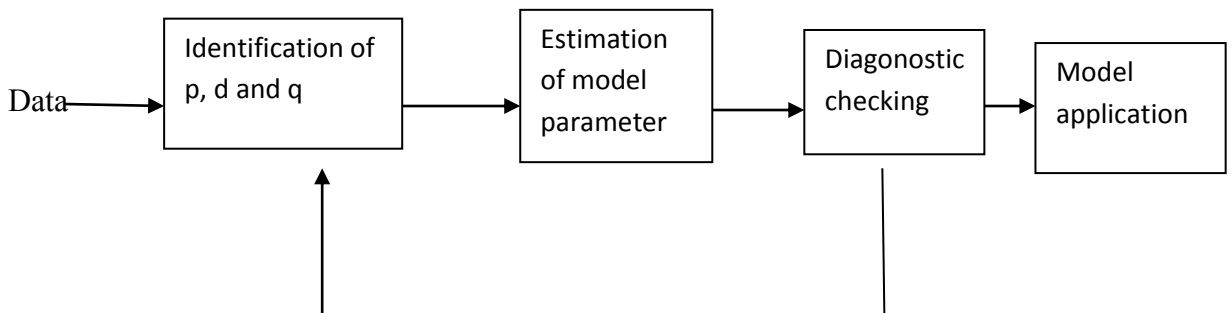 Data
Identification of
p, d and q
Estimation
of model
parameter
Diagonostic
checking
Model
application